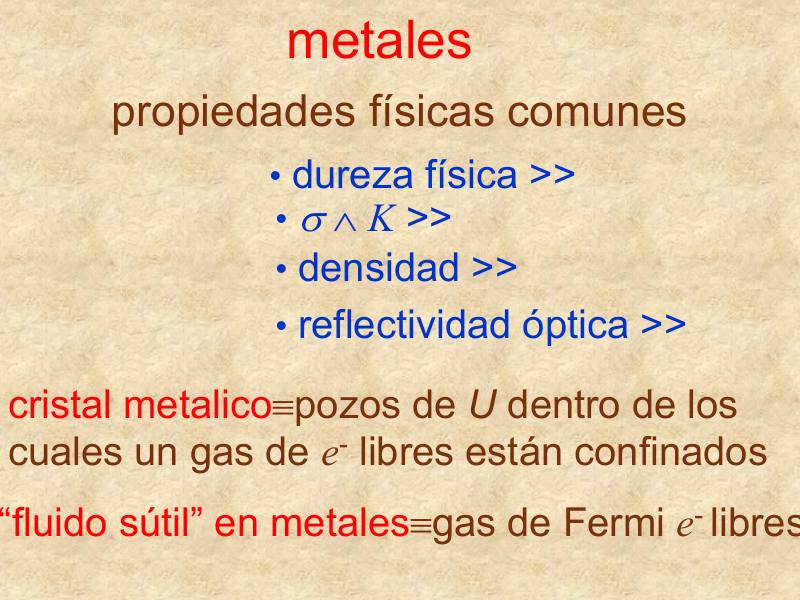 metales
propiedades físicas comunes
• dureza física >>
• σ ∧ K >>
• densidad >>
• reflectividad óptica >>
cristal metalico≡pozos de U dentro de los
cuales un gas de e- libres están confinados
“fluido sútil” en metales≡gas de Fermi e- libres